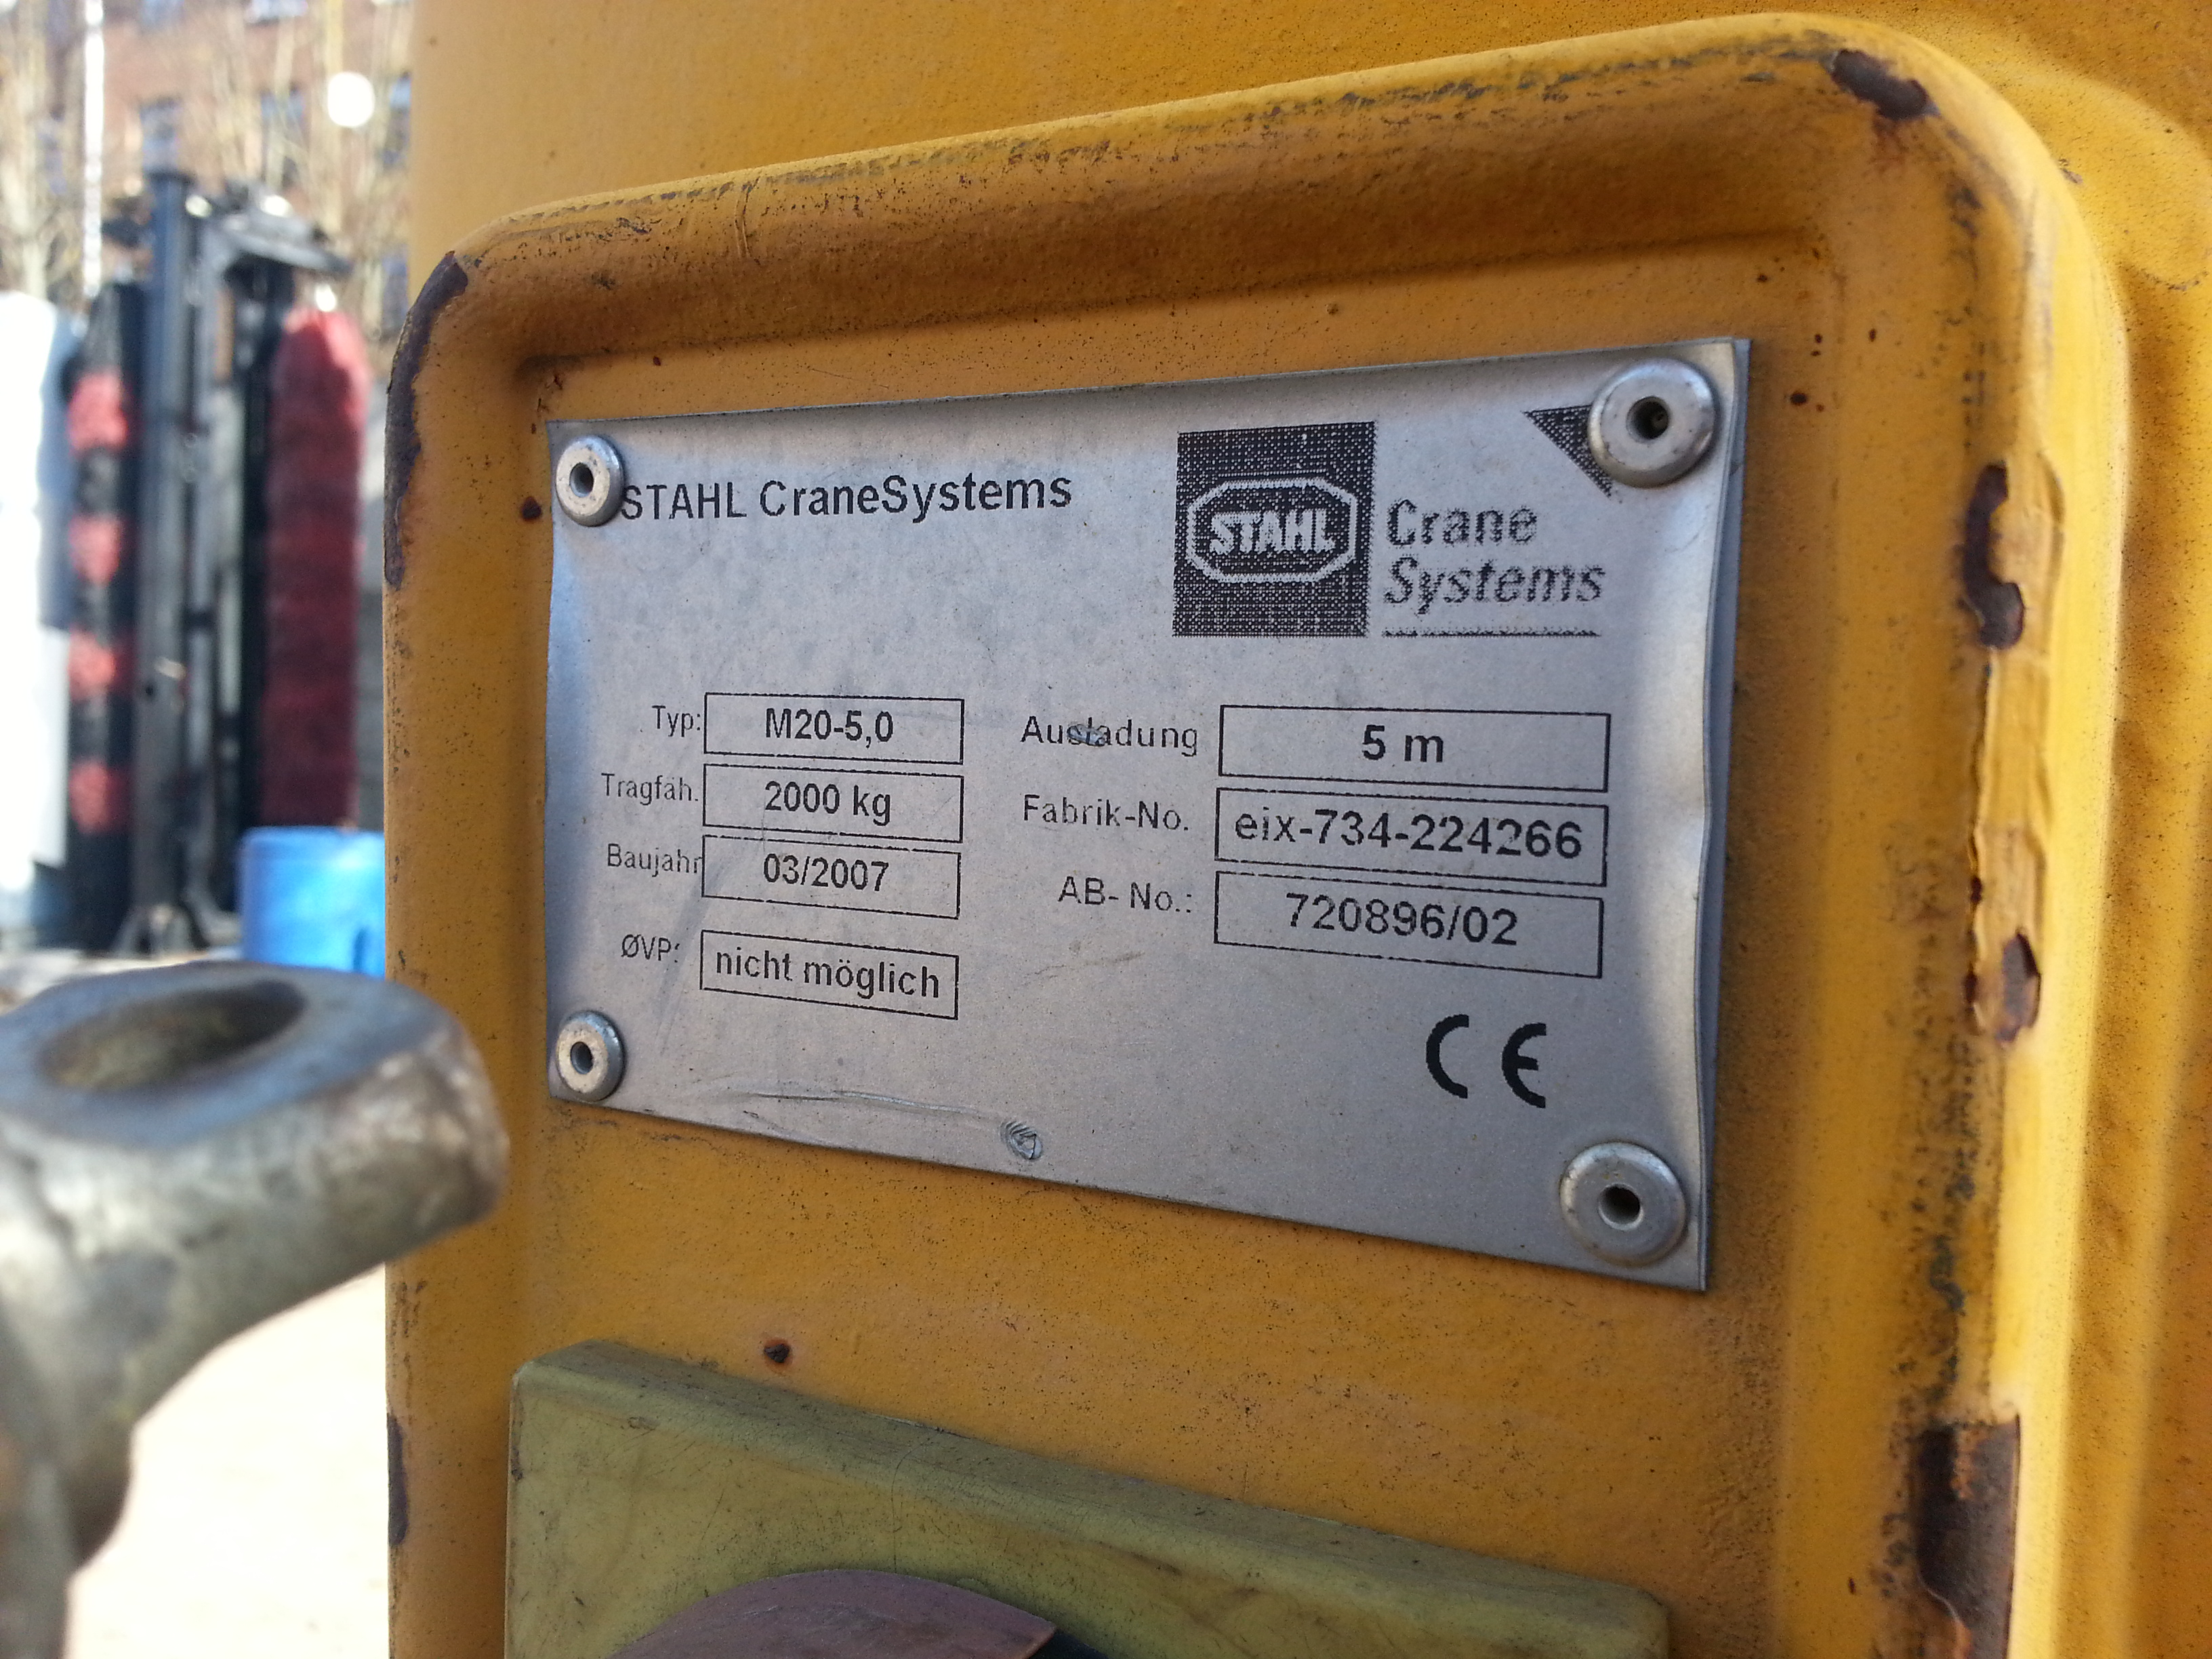 STAHL CraneSystems
STAHL
Crane
Systems
Typ: M20-5,0
Tragfäh. 2000 kg
Baujahr 03/2007
ØVP: nicht möglich
Ausladung 5 m
Fabrik-No. eix-734-224266
AB- No.: 720896/02
CE